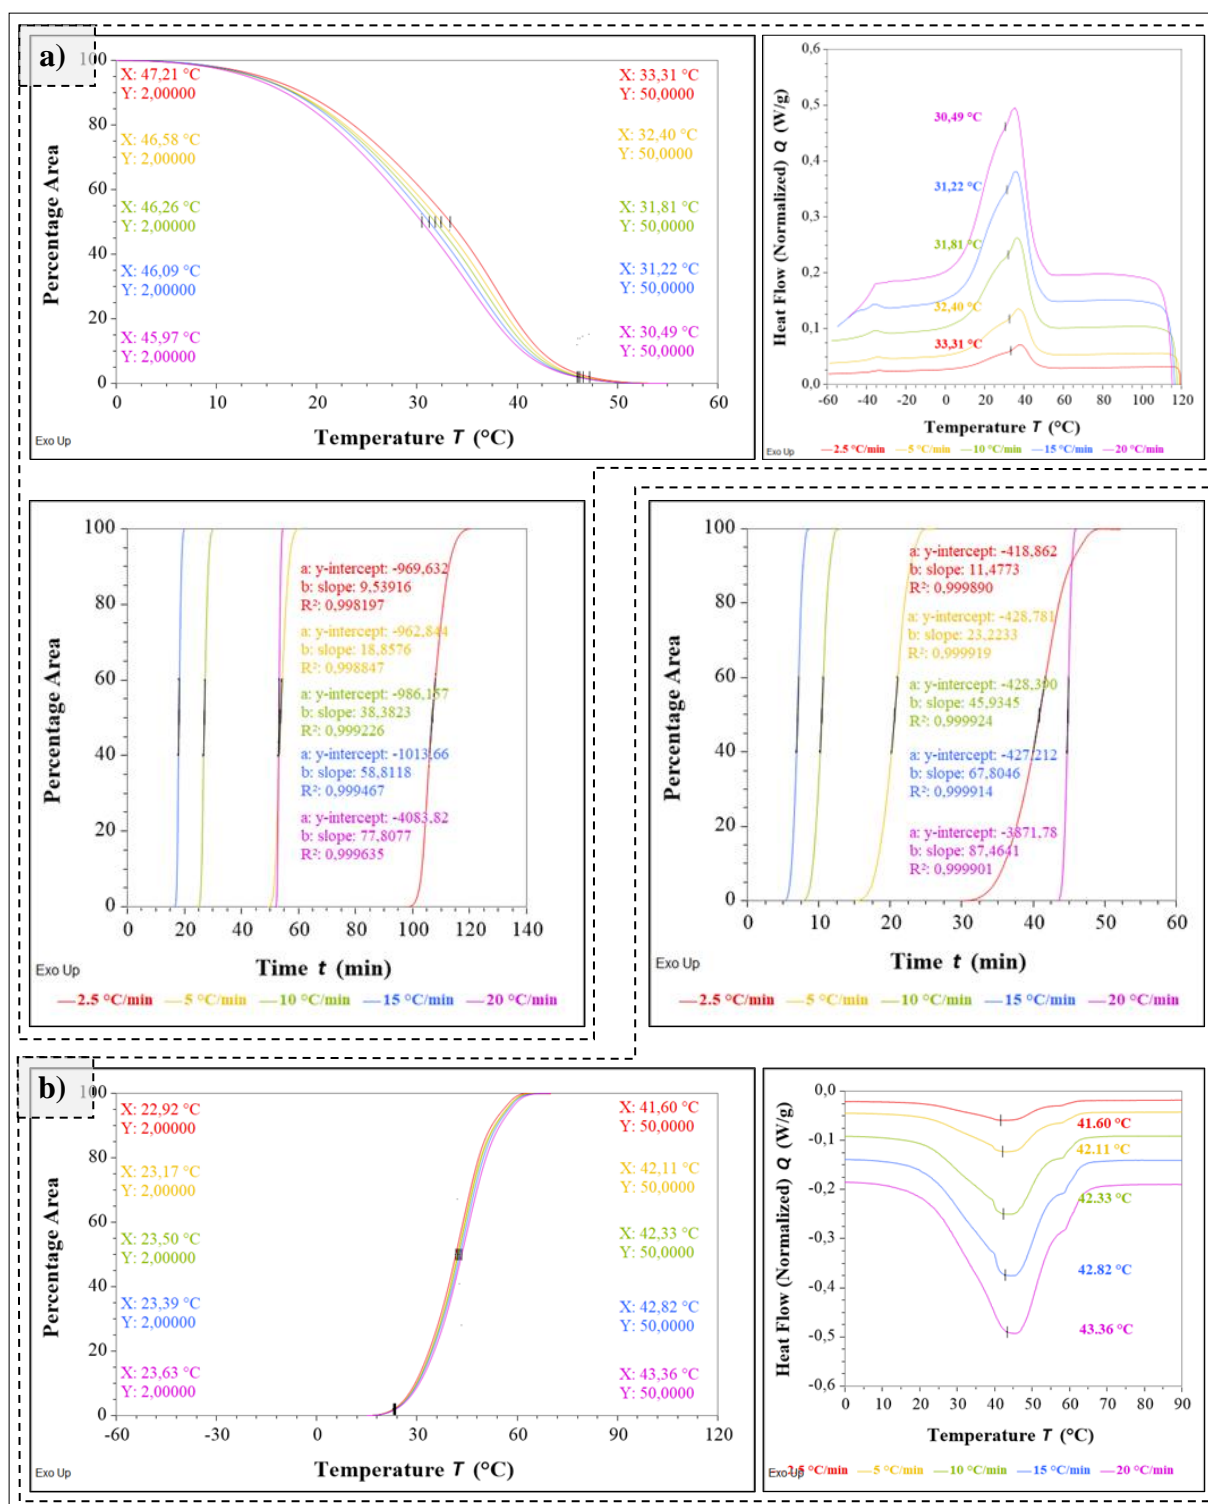 a)
100
80
60
40
20
0
0
10
20
30
40
50
60
Percentage Area
Temperature T (°C)
Exo Up
X: 47,21 °C
Y: 2,00000
X: 46,58 °C
Y: 2,00000
X: 46,26 °C
Y: 2,00000
X: 46,09 °C
Y: 2,00000
X: 45,97 °C
Y: 2,00000
X: 33,31 °C
Y: 50,0000
X: 32,40 °C
Y: 50,0000
X: 31,81 °C
Y: 50,0000
X: 31,22 °C
Y: 50,0000
X: 30,49 °C
Y: 50,0000
Heat Flow (Normalized) Q (W/g)
0,6
0,5
0,4
0,3
0,2
0,1
0,0
30,49 °C
31,22 °C
31,81 °C
32,40 °C
33,31 °C
-60
-40
-20
0
20
40
60
80
100
120
Temperature T (°C)
Exo Up
2.5 °C/min
5 °C/min
10 °C/min
15 °C/min
20 °C/min
Percentage Area
100
80
60
40
20
0
a: y-intercept: -969,632
b: slope: 9,53916
R²: 0,998197
a: y-intercept: -962,844
b: slope: 18,8576
R²: 0,998847
a: y-intercept: -986,157
b: slope: 38,3823
R²: 0,999226
a: y-intercept: -1013,66
b: slope: 58,8118
R²: 0,999467
a: y-intercept: -4083,82
b: slope: 77,8077
R²: 0,999635
0
20
40
60
80
100
120
140
Time t (min)
Exo Up
2.5 °C/min
5 °C/min
10 °C/min
15 °C/min
20 °C/min
Percentage Area
100
80
60
40
20
0
a: y-intercept: -418,862
b: slope: 11,4773
R²: 0,999890
a: y-intercept: -428,781
b: slope: 23,2233
R²: 0,999919
a: y-intercept: -428,390
b: slope: 45,9345
R²: 0,999924
a: y-intercept: -427,212
b: slope: 67,8046
R²: 0,999914
a: y-intercept: -3871,78
b: slope: 87,4641
R²: 0,999901
0
10
20
30
40
50
60
Time t (min)
Exo Up
2.5 °C/min
5 °C/min
10 °C/min
15 °C/min
20 °C/min
b)
100
80
60
40
20
0
Percentage Area
X: 22,92 °C
Y: 2,00000
X: 23,17 °C
Y: 2,00000
X: 23,50 °C
Y: 2,00000
X: 23,39 °C
Y: 2,00000
X: 23,63 °C
Y: 2,00000
X: 41,60 °C
Y: 50,0000
X: 42,11 °C
Y: 50,0000
X: 42,33 °C
Y: 50,0000
X: 42,82 °C
Y: 50,0000
X: 43,36 °C
Y: 50,0000
-60
-30
0
30
60
90
120
Temperature T (°C)
Exo Up
Heat Flow (Normalized) Q (W/g)
0,0
-0,1
-0,2
-0,3
-0,4
-0,5
-0,6
41.60 °C
42.11 °C
42.33 °C
42.82 °C
43.36 °C
0
10
20
30
40
50
60
70
80
90
Temperature T (°C)
Exo Up
2.5 °C/min
5 °C/min
10 °C/min
15 °C/min
20 °C/min